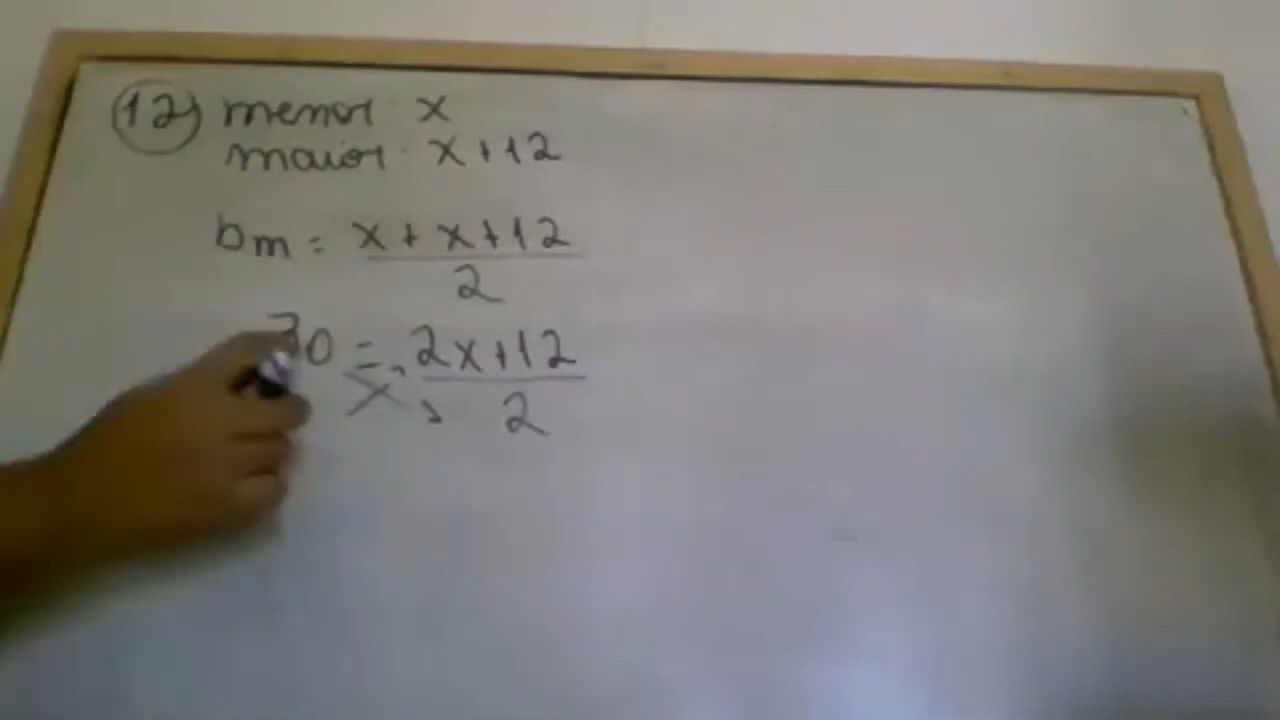 12) menor: x
maior: x+12
bm = x+x+12
2
30 = 2x+12
2